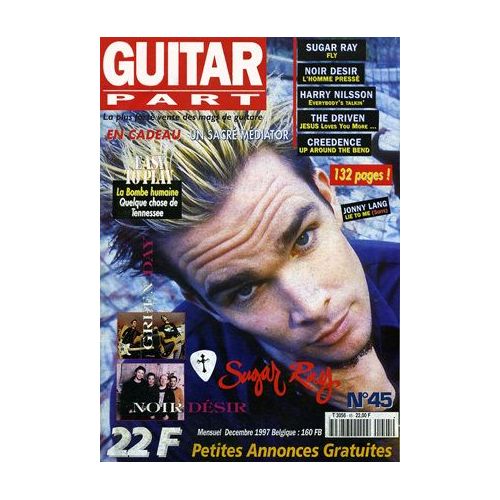 GUITAR
PART
La plus forte vente des mags de guitare
EN CADEAU UN SACRÉ MEDIATOR
EASY
TO PLAY
La Bombe humaine
Quelque chose de
Tennessee
SUGAR RAY
FLY
NOIR DESIR
L'HOMME PRESSÉ
HARRY NILSSON
EVERYBODY'S TALKIN'
THE DRIVEN
JESUS LOVES YOU MORE ...
CREEDENCE
UP AROUND THE BEND
132 pages !
JONNY LANG
LIE TO ME
GREEN DAY
NOIR DÉSIR
Sugar Ray
N°45
22 F
Mensuel Decembre 1997 Belgique : 160 FB
Petites Annonces Gratuites